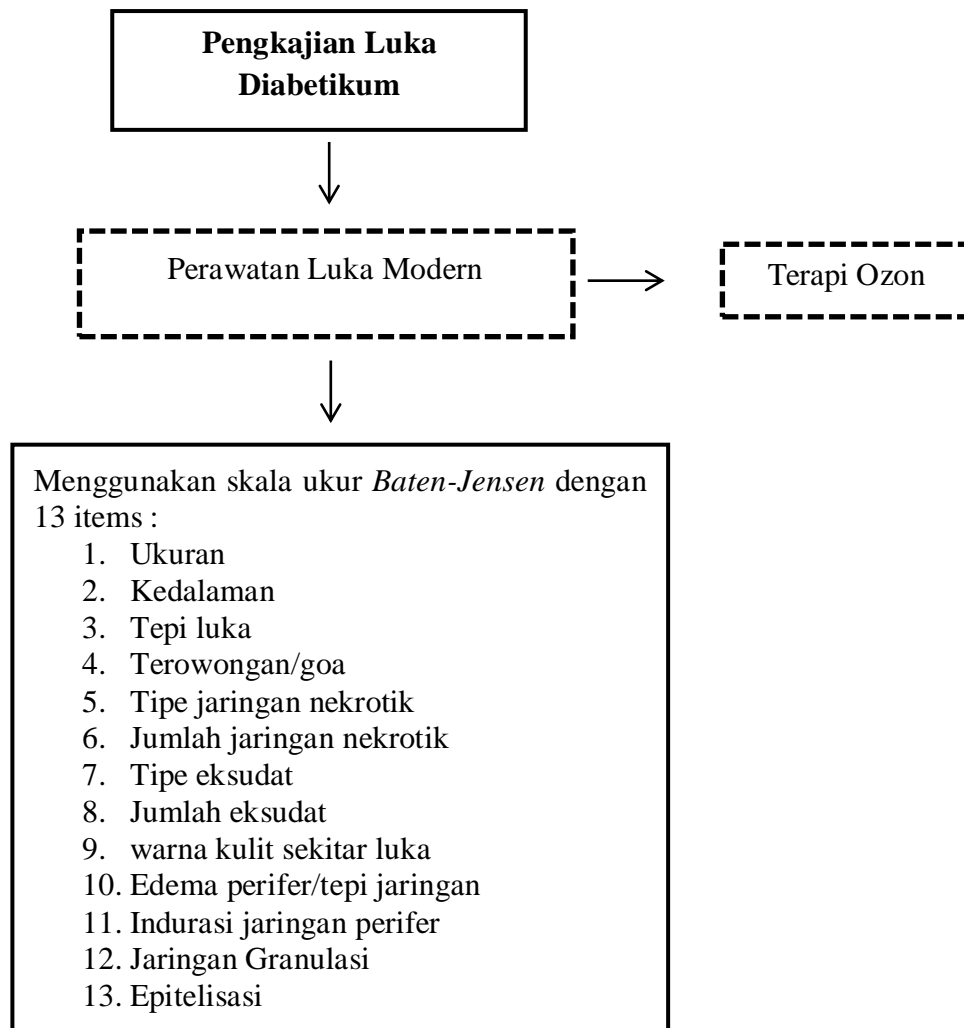 Pengkajian Luka
Diabetikum
Perawatan Luka Modern
Terapi Ozon
Menggunakan skala ukur Baten-Jensen dengan
13 items :
1. Ukuran
2. Kedalaman
3. Tepi luka
4. Terowongan/goa
5. Tipe jaringan nekrotik
6. Jumlah jaringan nekrotik
7. Tipe eksudat
8. Jumlah eksudat
9. warna kulit sekitar luka
10. Edema perifer/tepi jaringan
11. Indurasi jaringan perifer
12. Jaringan Granulasi
13. Epitelisasi